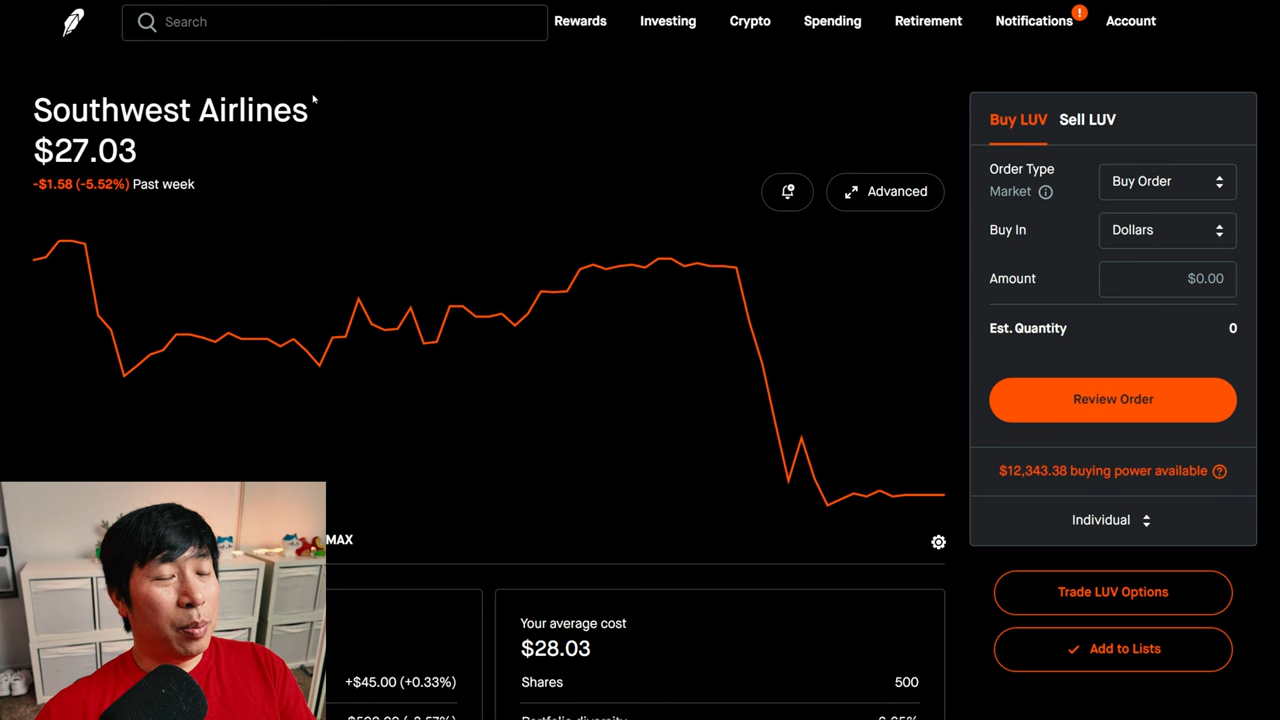 Search
Rewards
Investing
Crypto
Spending
Retirement
Notifications
!
Account
Southwest Airlines
$27.03
-$1.58 (-5.52%) Past week
Advanced
Buy LUV
Sell LUV
Order Type
Market
Buy Order
Buy In
Dollars
Amount
$0.00
Est. Quantity
0
Review Order
$12,343.38 buying power available
Individual
Trade LUV Options
Add to Lists
MAX
+$45.00 (+0.33%)
Your average cost
$28.03
Shares
500